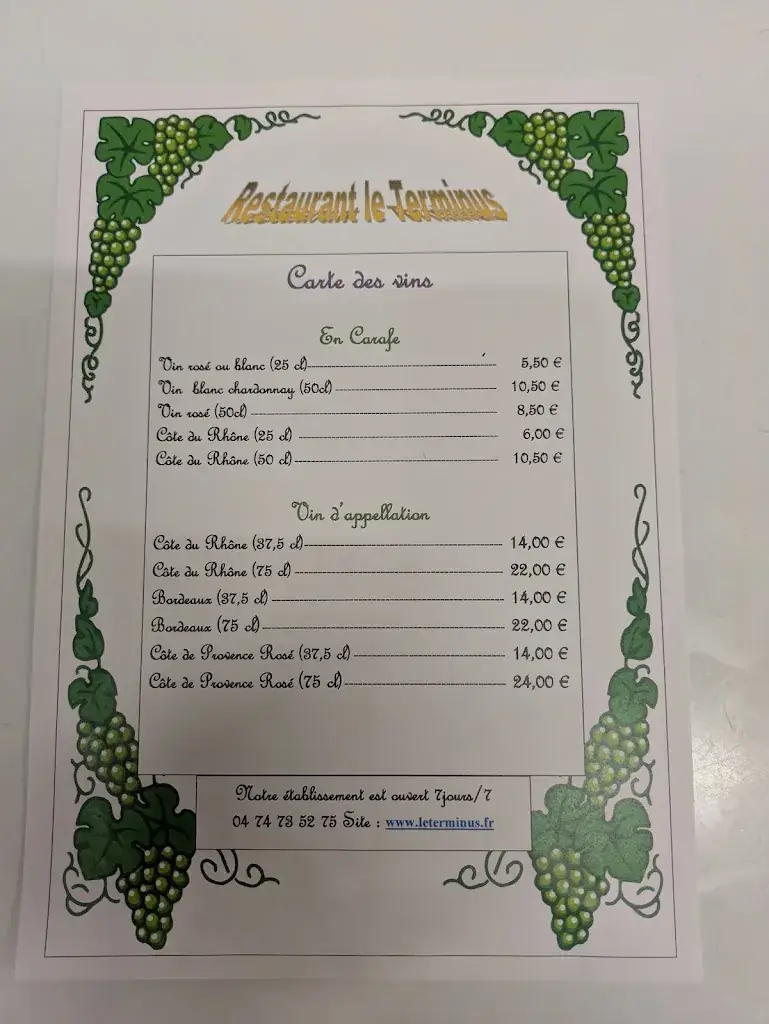 Restaurant le Terminus
Carte des vins
En Carafe
Vin rosé ou blanc (25 cl) 5,50 €
Vin blanc chardonnay (50cl) 10,50 €
Vin rosé (50cl) 8,50 €
Côte du Rhône (25 cl) 6,00 €
Côte du Rhône (50 cl) 10,50 €
Vin d'appellation
Côte du Rhône (37,5 cl) 14,00 €
Côte du Rhône (75 cl) 22,00 €
Bordeaux (37,5 cl) 14,00 €
Bordeaux (75 cl) 22,00 €
Côte de Provence Rosé (37,5 cl) 14,00 €
Côte de Provence Rosé (75 cl) 24,00 €
Notre établissement est ouvert 7jours/7
04 74 73 52 75 Site : www.leterminus.fr